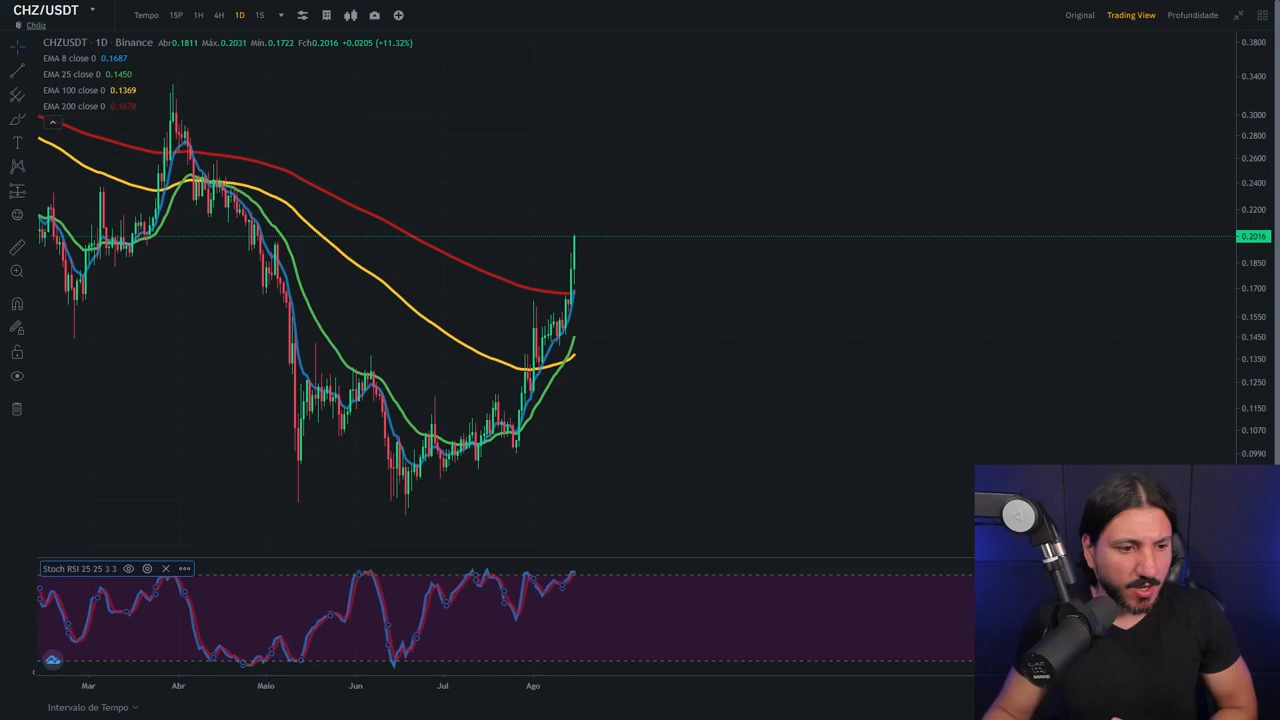 CHZ/USDT
Chiliz
Tempo 15P 1H 4H 1D 1S
Original Trading View Profundidade
CHZUSDT · 1D · Binance Abr0.1811 Máx.0.2031 Mín.0.1722 Fch0.2016 +0.0205 (+11.32%)
EMA 8 close 0 0.1687
EMA 25 close 0 0.1450
EMA 100 close 0 0.1369
EMA 200 close 0 0.1678
0.3800
0.3400
0.3000
0.2800
0.2600
0.2400
0.2200
0.2016
0.1850
0.1700
0.1550
0.1450
0.1350
0.1250
0.1150
0.1070
0.0990
Stoch RSI 25 25 3 3
Mar Abr Maio Jun Jul Ago
Intervalo de Tempo